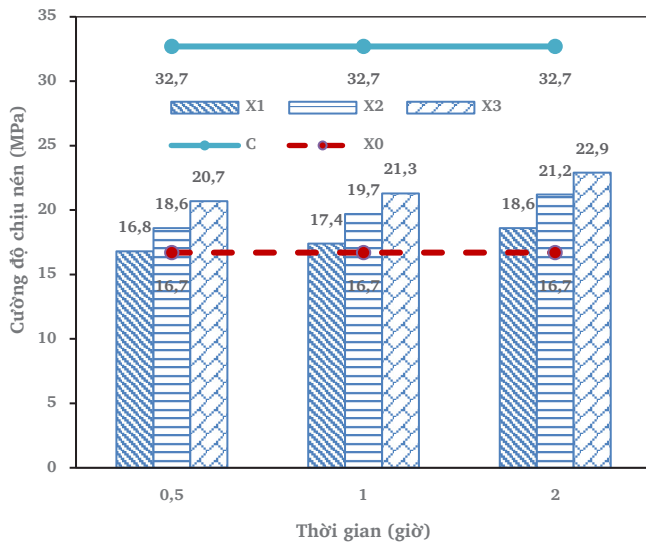 35
30
25
20
15
10
5
0
Cường độ chịu nén (MPa)
32,7 32,7 32,7
X1 X2 X3
C X0
16,8 18,6 20,7
17,4 19,7 21,3
18,6 21,2 22,9
16,7 16,7 16,7
0,5 1 2
Thời gian (giờ)